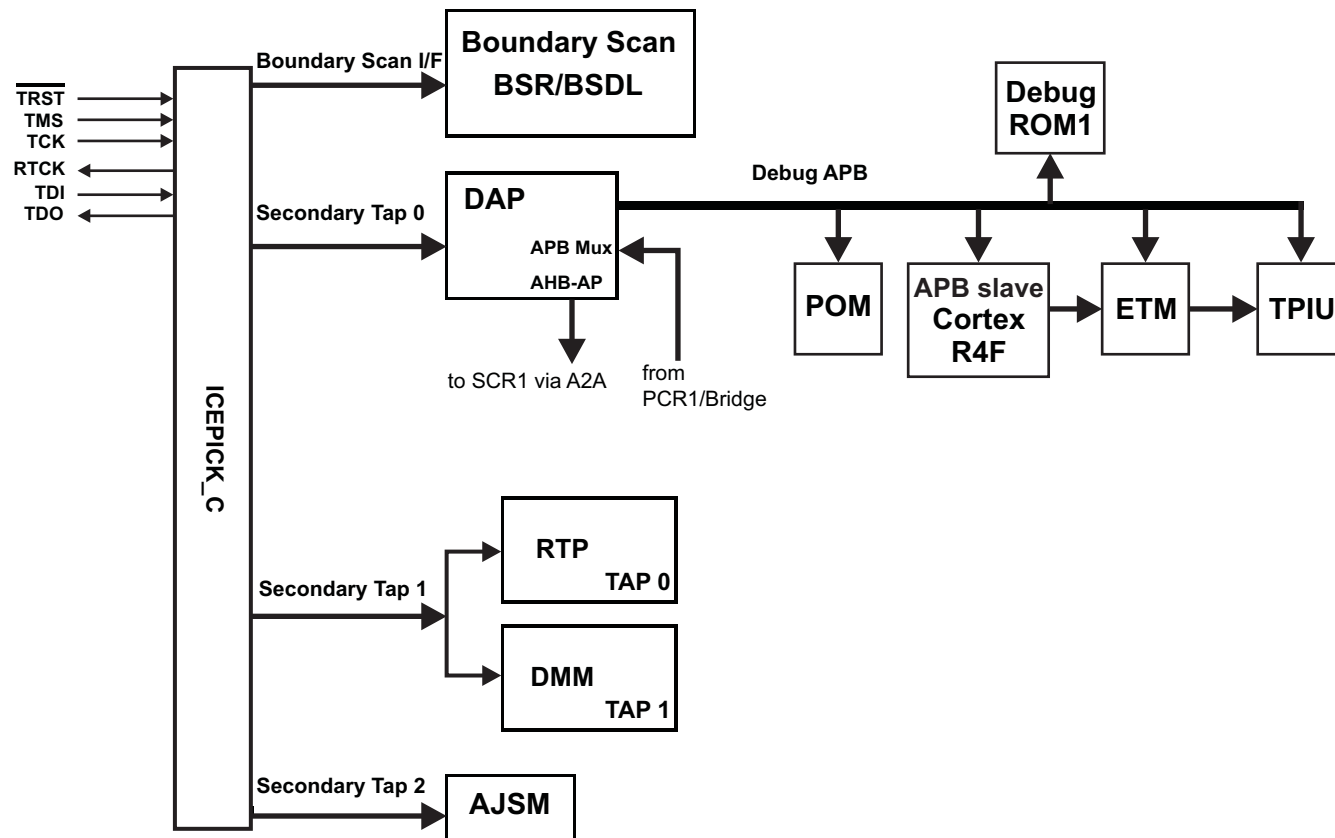 Boundary Scan I/F
Boundary Scan
BSR/BSDL
TRST
TMS
TCK
RTCK
TDI
TDO
ICEPICK_C
Secondary Tap 0
DAP
APB Mux
AHB-AP
to SCR1 via A2A
from
PCR1/Bridge
Debug APB
Debug
ROM1
POM
APB slave
Cortex
R4F
ETM
TPIU
Secondary Tap 1
RTP
TAP 0
DMM
TAP 1
Secondary Tap 2
AJSM